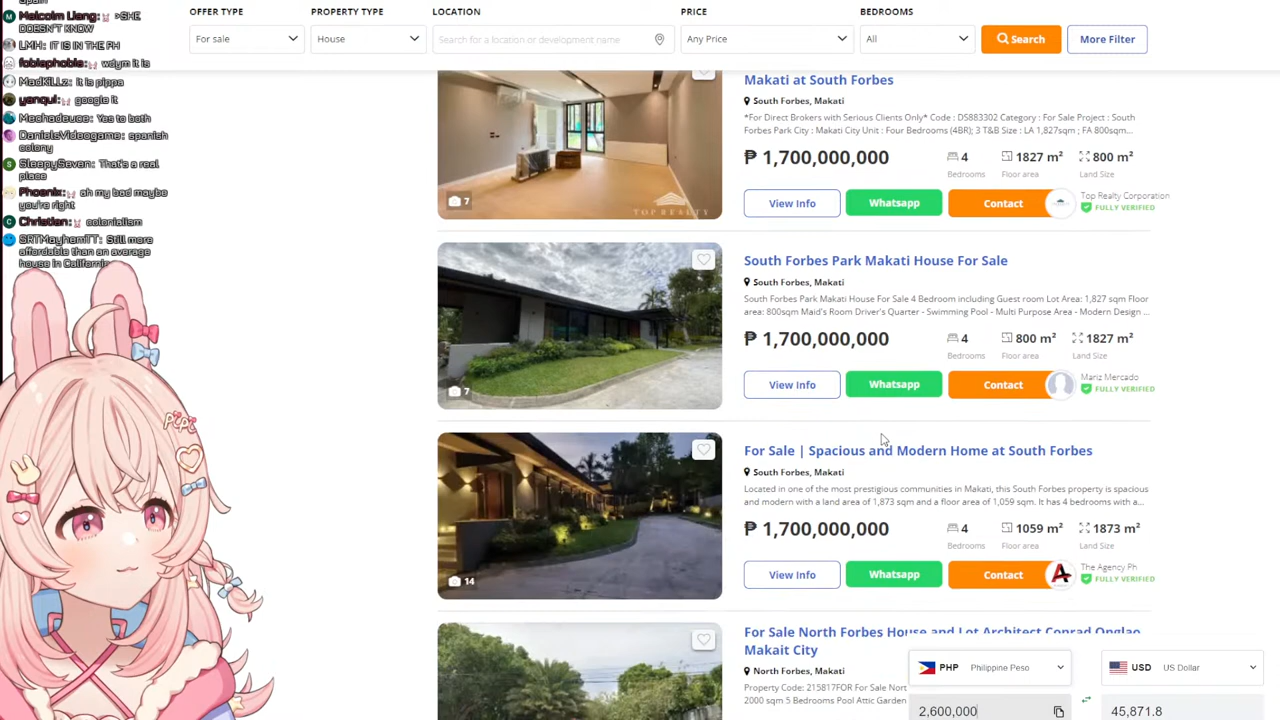 Spain
Malcolm Liang: >SHE
DOESN'T KNOW
LMH: IT IS IN THE PH
fobiaphobia: wdym it is
MadKillz: it is pippa
yanqui: google it
Mechadeuce: Yes to both
DanielsVideogame: spanish
colony
SleepySeven: That's a real
place
Phoenix: ah my bad maybe
you're right
Christian: colonialism
SRTMayhemTT: Still more
affordable than an average
house in California
Pipi
OFFER TYPE
For sale
PROPERTY TYPE
House
LOCATION
Search for a location or development name
PRICE
Any Price
BEDROOMS
All
Search
More Filter
7
TOP REALTY
Makati at South Forbes
South Forbes, Makati
*For Direct Brokers with Serious Clients Only* Code : DS883302 Category : For Sale Project : South
Forbes Park City : Makati City Unit : Four Bedrooms (4BR); 3 T&B Size : LA 1,827sqm ; FA 800sqm...
₱ 1,700,000,000
4
Bedrooms
1827 m²
Floor area
800 m²
Land Size
View Info
Whatsapp
Contact
Top Realty Corporation
FULLY VERIFIED
7
South Forbes Park Makati House For Sale
South Forbes, Makati
South Forbes Park Makati House For Sale 4 Bedroom including Guest room Lot Area: 1,827 sqm Floor
area: 800sqm Maid's Room Driver's Quarter - Swimming Pool - Multi Purpose Area - Modern Design ...
₱ 1,700,000,000
4
Bedrooms
800 m²
Floor area
1827 m²
Land Size
View Info
Whatsapp
Contact
Mariz Mercado
FULLY VERIFIED
14
For Sale | Spacious and Modern Home at South Forbes
South Forbes, Makati
Located in one of the most prestigious communities in Makati, this South Forbes property is spacious
and modern with a land area of 1,873 sqm and a floor area of 1,059 sqm. It has 4 bedrooms with a...
₱ 1,700,000,000
4
Bedrooms
1059 m²
Floor area
1873 m²
Land Size
View Info
Whatsapp
Contact
The Agency Ph
FULLY VERIFIED
For Sale North Forbes House and Lot Architect Conrad Onglao
Makait City
North Forbes, Makati
Property Code: 215817FOR For Sale Nort
2000 sqm 5 Bedrooms Pool Attic Garden
PHP Philippine Peso
2,600,000
USD US Dollar
45,871.8